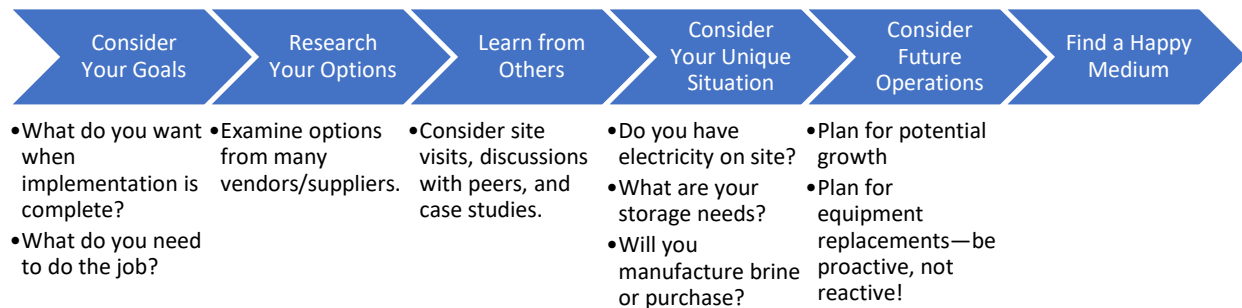 Consider
Your Goals
Research
Your Options
Learn from
Others
Consider
Your Unique
Situation
Consider
Future
Operations
Find a Happy
Medium
•What do you want
when
implementation is
complete?
•What do you need
to do the job?
•Examine options
from many
vendors/suppliers.
•Consider site
visits, discussions
with peers, and
case studies.
•Do you have
electricity on site?
•What are your
storage needs?
•Will you
manufacture brine
or purchase?
•Plan for potential
growth
•Plan for
equipment
replacements—be
proactive, not
reactive!